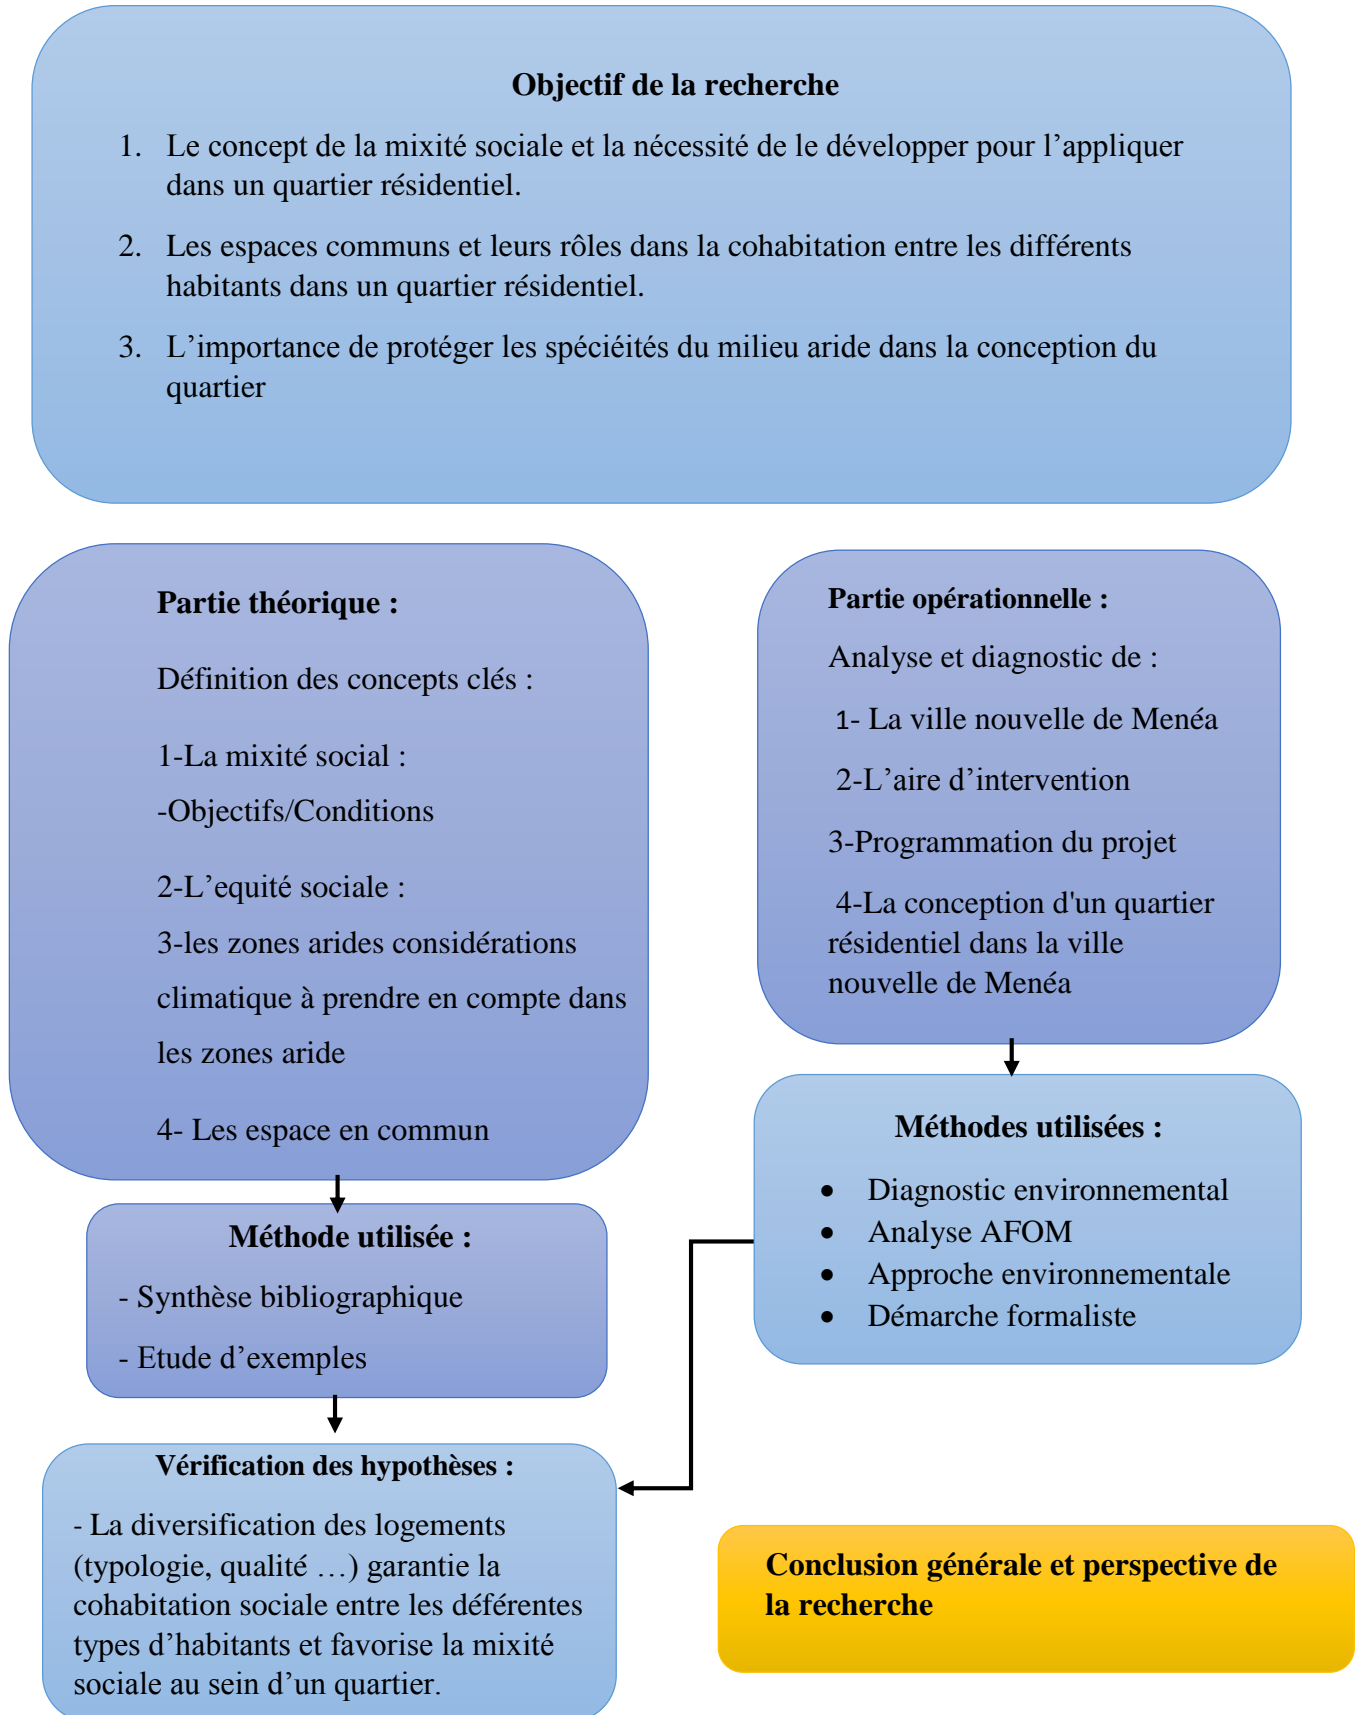 Objectif de la recherche
1. Le concept de la mixité sociale et la nécessité de le développer pour l’appliquer
dans un quartier résidentiel.
2. Les espaces communs et leurs rôles dans la cohabitation entre les différents
habitants dans un quartier résidentiel.
3. L’importance de protéger les spéciéités du milieu aride dans la conception du
quartier
Partie théorique :
Définition des concepts clés :
1-La mixité social :
-Objectifs/Conditions
2-L’equité sociale :
3-les zones arides considérations
climatique à prendre en compte dans
les zones aride
4- Les espace en commun
Méthode utilisée :
- Synthèse bibliographique
- Etude d’exemples
Partie opérationnelle :
Analyse et diagnostic de :
1- La ville nouvelle de Menéa
2-L’aire d’intervention
3-Programmation du projet
4-La conception d'un quartier
résidentiel dans la ville
nouvelle de Menéa
Méthodes utilisées :
• Diagnostic environnemental
• Analyse AFOM
• Approche environnementale
• Démarche formaliste
Vérification des hypothèses :
- La diversification des logements
(typologie, qualité …) garantie la
cohabitation sociale entre les déférentes
types d’habitants et favorise la mixité
sociale au sein d’un quartier.
Conclusion générale et perspective de
la recherche